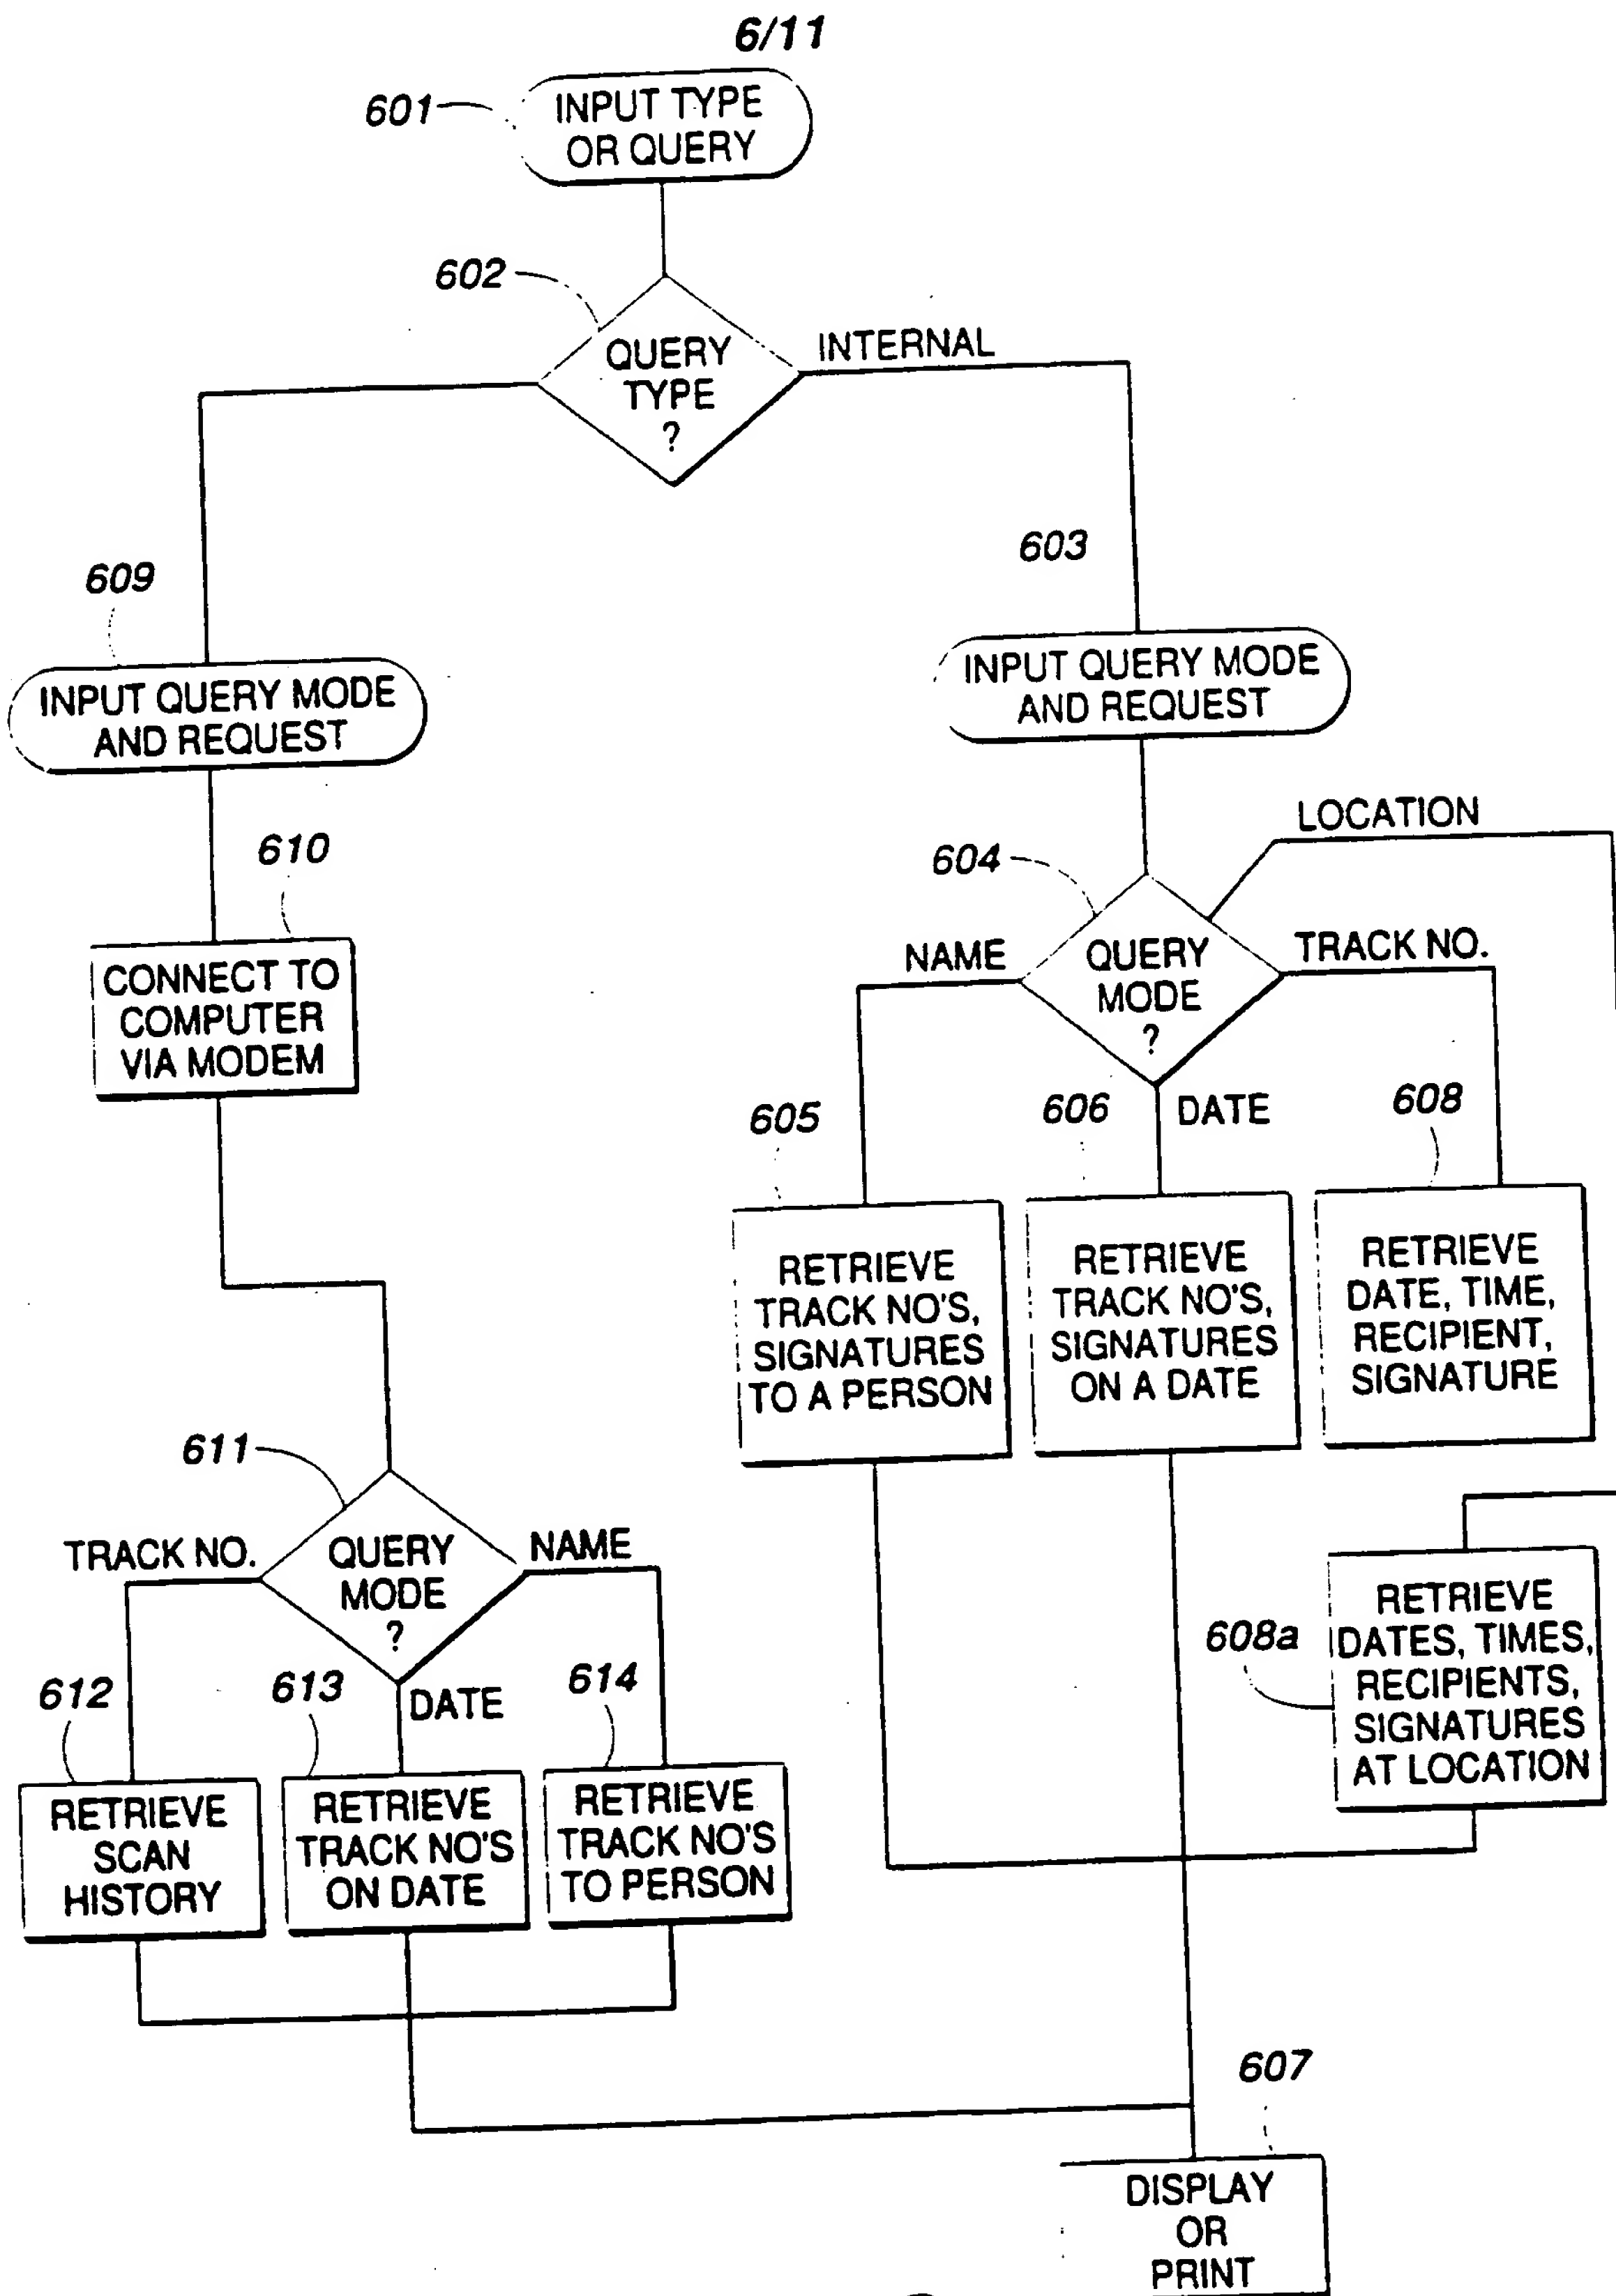 6/11
601
INPUT TYPE
OR QUERY
602
QUERY
TYPE
?
INTERNAL
609
INPUT QUERY MODE
AND REQUEST
603
INPUT QUERY MODE
AND REQUEST
610
CONNECT TO
COMPUTER
VIA MODEM
LOCATION
604
NAME
QUERY
MODE
?
TRACK NO.
DATE
605
RETRIEVE
TRACK NO'S,
SIGNATURES
TO A PERSON
606
RETRIEVE
TRACK NO'S,
SIGNATURES
ON A DATE
608
RETRIEVE
DATE, TIME,
RECIPIENT,
SIGNATURE
611
TRACK NO.
QUERY
MODE
?
NAME
DATE
608a
RETRIEVE
DATES, TIMES,
RECIPIENTS,
SIGNATURES
AT LOCATION
612
RETRIEVE
SCAN
HISTORY
613
RETRIEVE
TRACK NO'S
ON DATE
614
RETRIEVE
TRACK NO'S
TO PERSON
607
DISPLAY
OR
PRINT